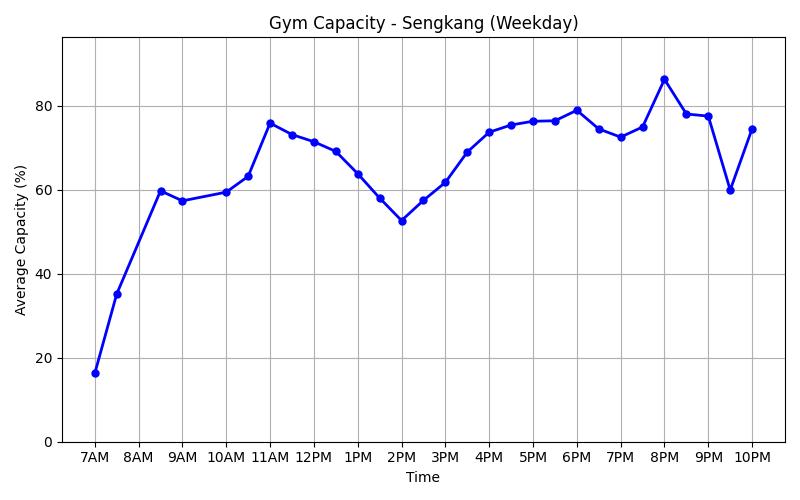 Gym Capacity - Sengkang (Weekday)
Average Capacity (%)
80
60
40
20
0
7AM 8AM 9AM 10AM 11AM 12PM 1PM 2PM 3PM 4PM 5PM 6PM 7PM 8PM 9PM 10PM
Time